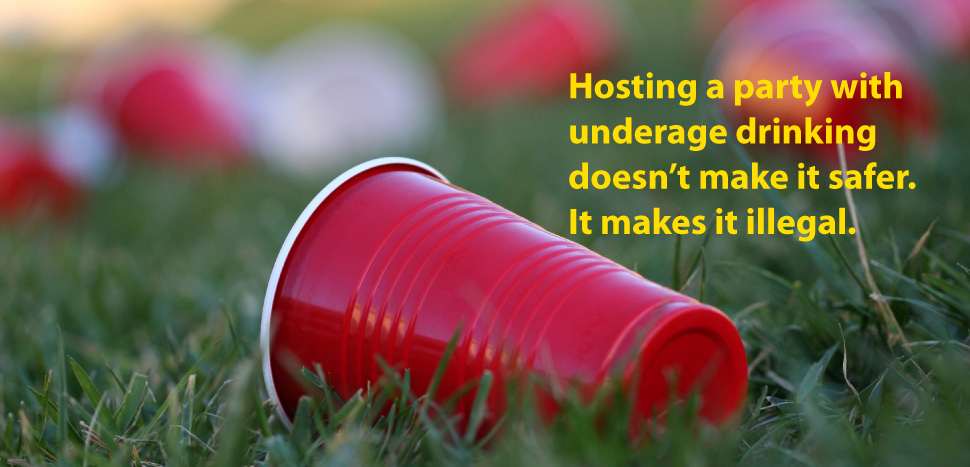 Hosting a party with
underage drinking
doesn’t make it safer.
It makes it illegal.